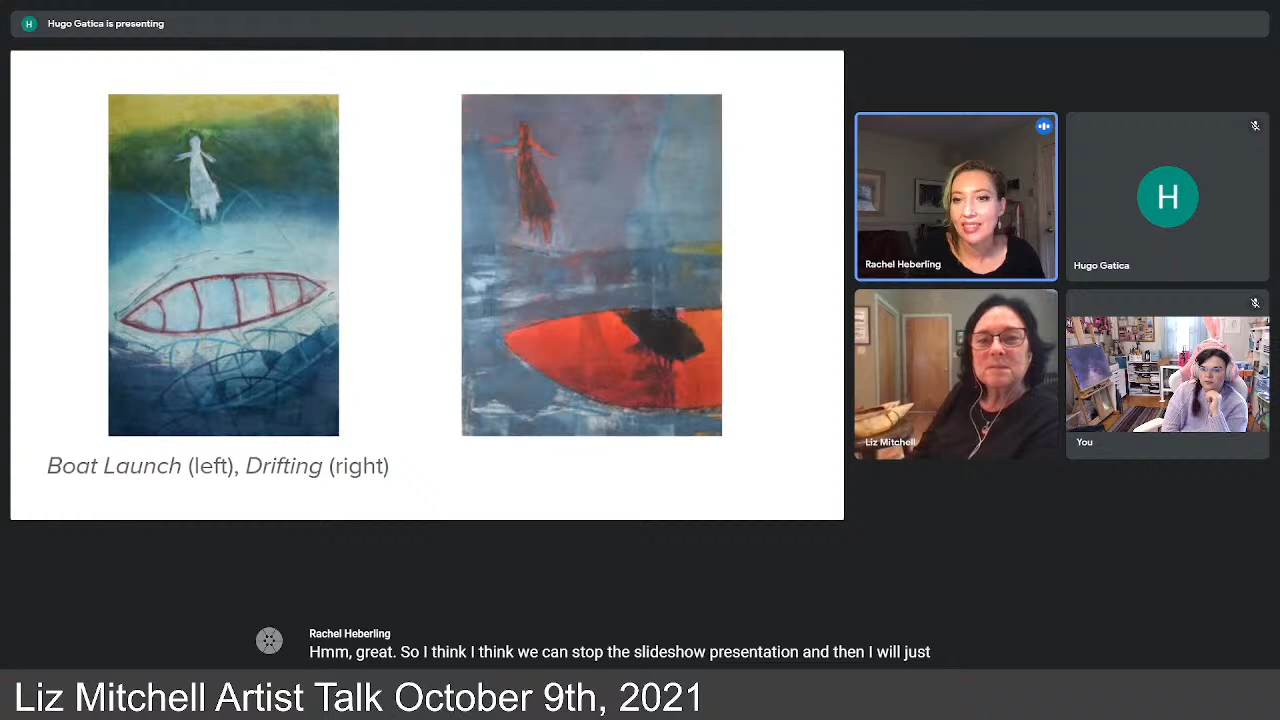 H
Hugo Gatica is presenting
Boat Launch (left), Drifting (right)
Rachel Heberling
H
Hugo Gatica
Liz Mitchell
You
Rachel Heberling
Hmm, great. So I think I think we can stop the slideshow presentation and then I will just
Liz Mitchell Artist Talk October 9th, 2021